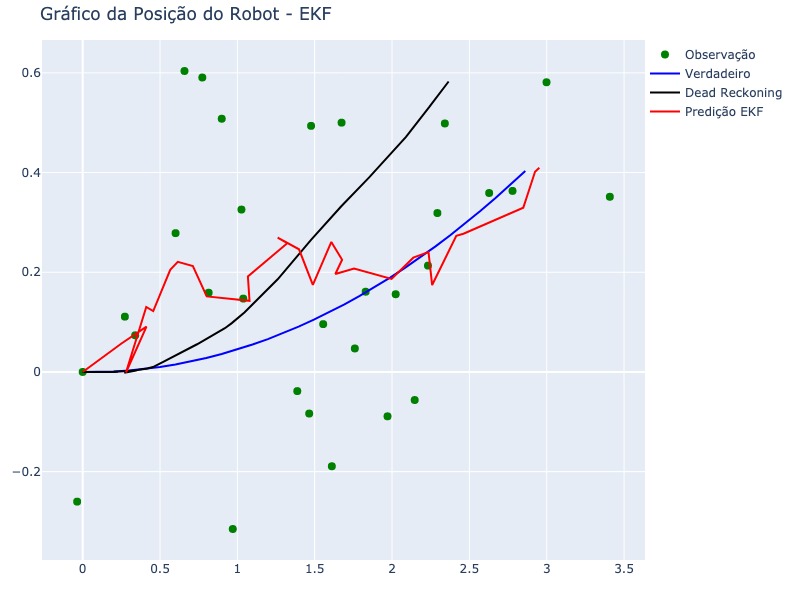 Gráfico da Posição do Robot - EKF
Observação
Verdadeiro
Dead Reckoning
Predição EKF
0.6
0.4
0.2
0
−0.2
0
0.5
1
1.5
2
2.5
3
3.5